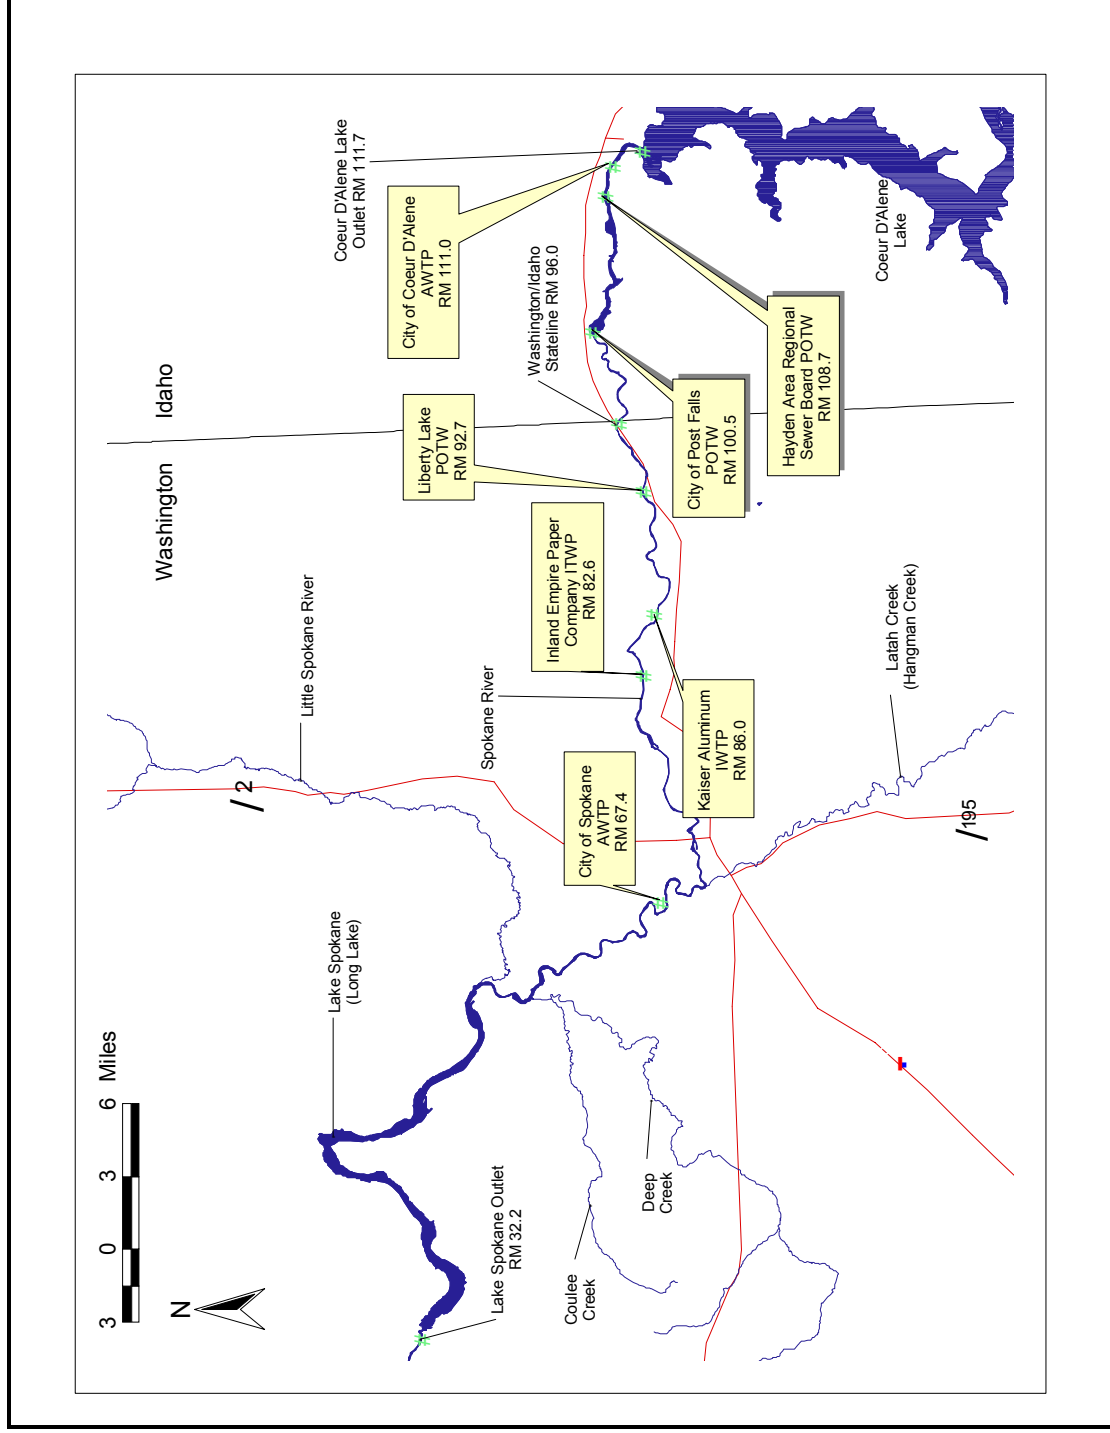 Washington
Idaho
Coeur D'Alene Lake
Outlet RM 111.7
City of Coeur D'Alene
AWTP
RM 111.0
Washington/Idaho
Stateline RM 96.0
Liberty Lake
POTW
RM 92.7
Inland Empire Paper
Company ITWP
RM 82.6
Little Spokane River
Spokane River
City of Spokane
AWTP
RM 67.4
Kaiser Aluminum
IWTP
RM 86.0
City of Post Falls
POTW
RM 100.5
Hayden Area Regional
Sewer Board POTW
RM 108.7
Coeur D'Alene
Lake
Latah Creek
(Hangman Creek)
/ 2
/195
Lake Spokane
(Long Lake)
Lake Spokane Outlet
RM 32.2
Deep
Creek
Coulee
Creek
N
3 0 3 6 Miles